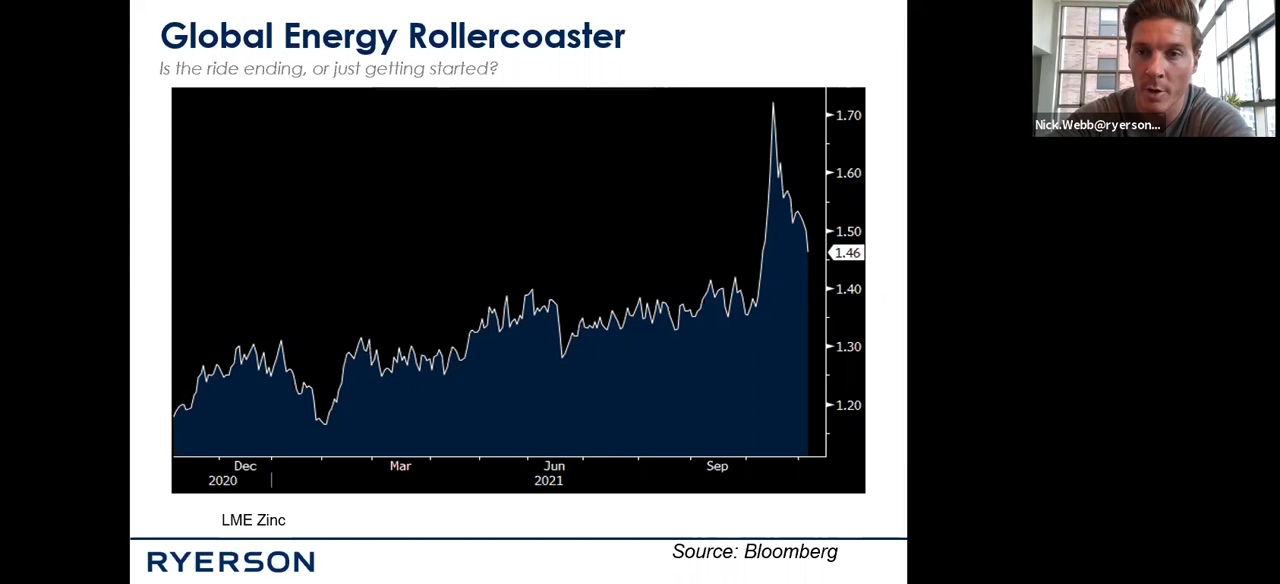 Global Energy Rollercoaster
Is the ride ending, or just getting started?
1.70
1.60
1.50
1.46
1.40
1.30
1.20
Dec Mar Jun Sep
2020 2021
LME Zinc
Source: Bloomberg
RYERSON
Nick.Webb@ryerson...